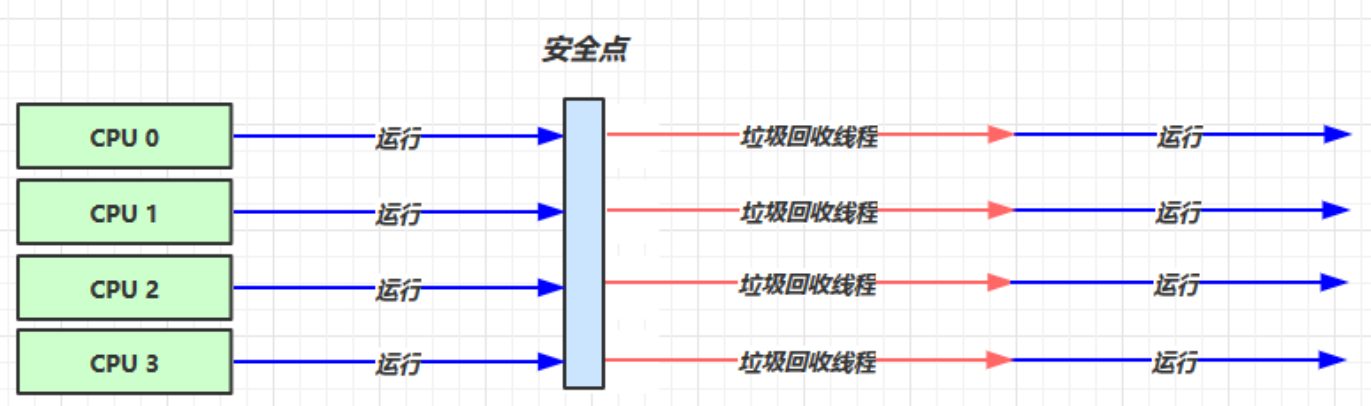 安全点
CPU 0 运行 垃圾回收线程 运行
CPU 1 运行 垃圾回收线程 运行
CPU 2 运行 垃圾回收线程 运行
CPU 3 运行 垃圾回收线程 运行